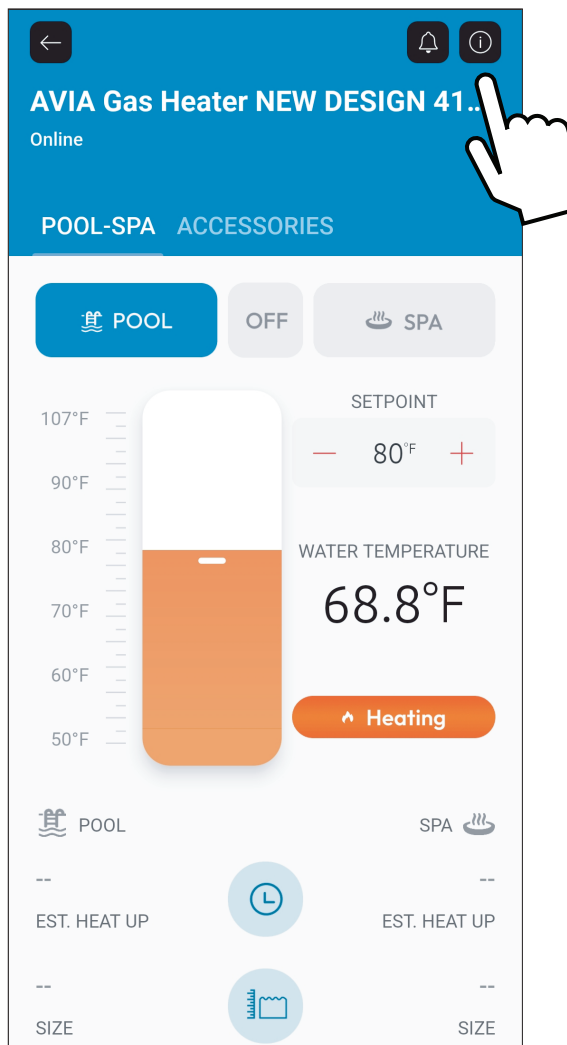 AVIA Gas Heater NEW DESIGN 41..
Online
POOL-SPA ACCESSORIES
POOL OFF SPA
SETPOINT
107°F
80°F
90°F
80°F
WATER TEMPERATURE
68.8°F
70°F
60°F
Heating
50°F
POOL SPA
-- --
EST. HEAT UP EST. HEAT UP
-- --
SIZE SIZE